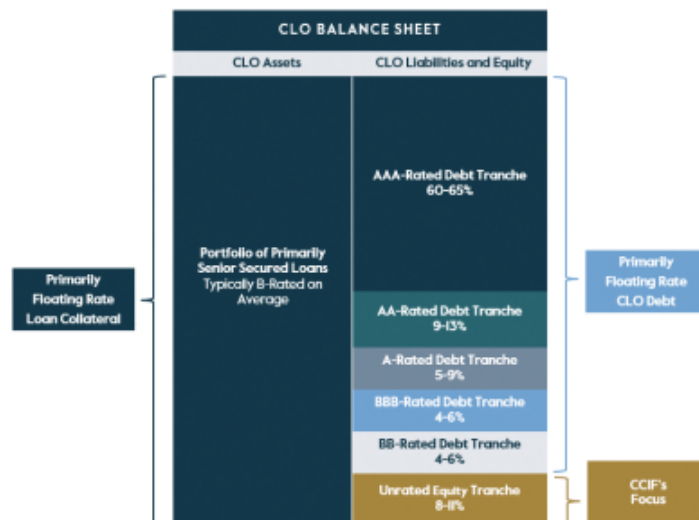 CLO BALANCE SHEET
CLO Assets
CLO Liabilities and Equity
Primarily
Floating Rate
Loan Collateral
Portfolio of Primarily
Senior Secured Loans
Typically B-Rated on
Average
AAA-Rated Debt Tranche
60-65%
AA-Rated Debt Tranche
9-13%
A-Rated Debt Tranche
5-9%
BBB-Rated Debt Tranche
4-6%
BB-Rated Debt Tranche
4-6%
Unrated Equity Tranche
8-11%
Primarily
Floating Rate
CLO Debt
CCIF's
Focus